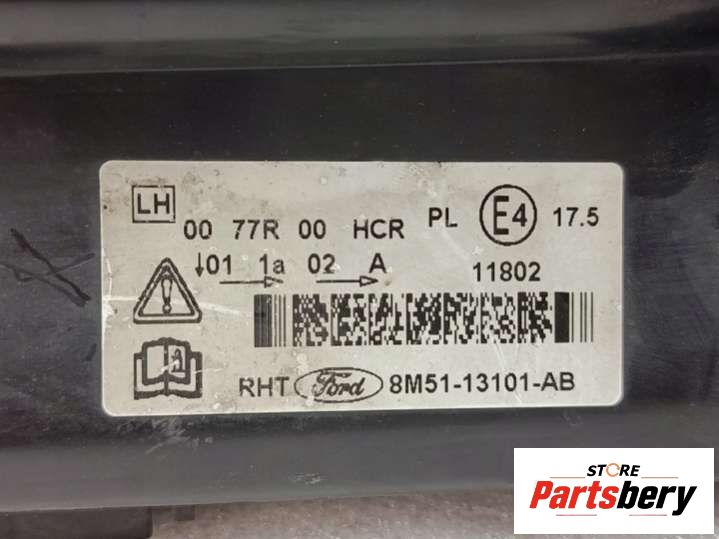 LH
00 77R 00 HCR PL E4 17.5
↓01 1a 02 A 11802
RHT Ford 8M51-13101-AB
STORE
Partsbery